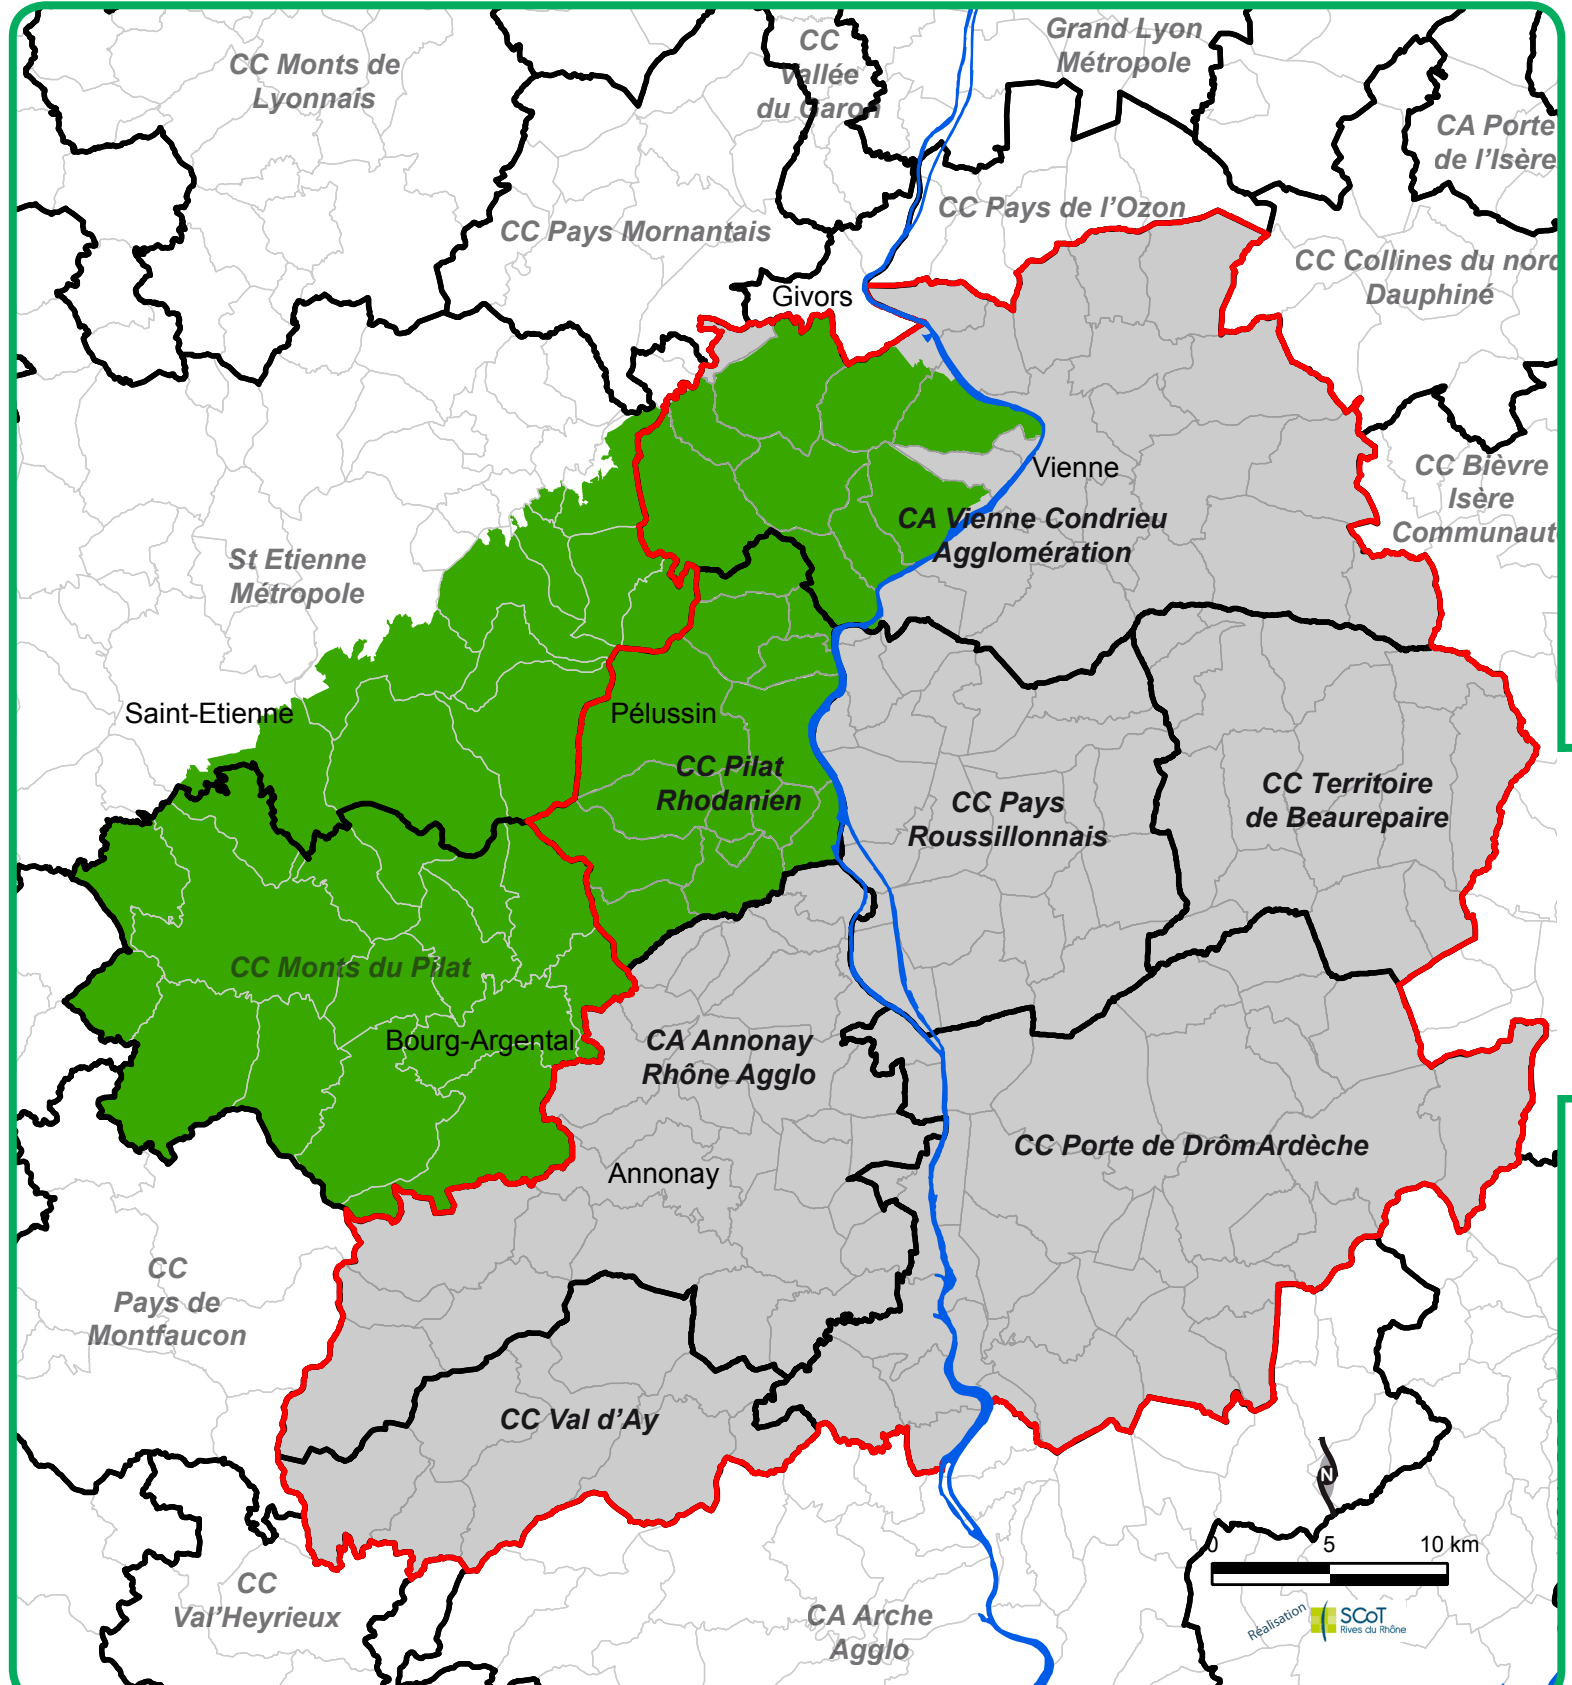 CC Monts de
Lyonnais
CC
Vallée
du Garon
Grand Lyon
Métropole
CA Porte
de l'Isère
CC Pays Mornantais
CC Pays de l'Ozon
CC Collines du nord
Dauphiné
Givors
CC Bièvre
Isère
Communauté
Vienne
CA Vienne Condrieu
Agglomération
St Etienne
Métropole
Saint-Etienne
Pélussin
CC Pilat
Rhodanien
CC Pays
Roussillonnais
CC Territoire
de Beaurepaire
CC Monts du Pilat
Bourg-Argental
CA Annonay
Rhône Agglo
CC Porte de DrômArdèche
Annonay
CC
Pays de
Montfaucon
CC Val d'Ay
N
0 5 10 km
CC
Val'Heyrieux
CA Arche
Agglo
Réalisation
SCoT
Rives du Rhône